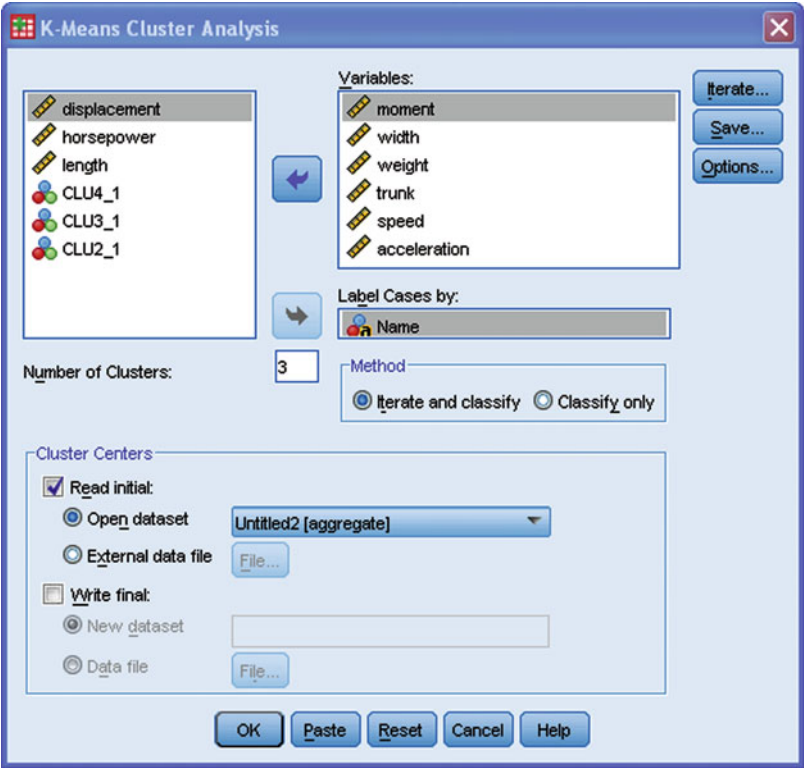 K-Means Cluster Analysis
displacement
horsepower
length
CLU4_1
CLU3_1
CLU2_1
Variables:
moment
width
weight
trunk
speed
acceleration
Iterate...
Save...
Options...
Label Cases by:
a Name
Number of Clusters:
3
Method
Iterate and classify
Classify only
Cluster Centers
Read initial:
Open dataset
Untitled2 [aggregate]
External data file
File...
Write final:
New dataset
Data file
File...
OK
Paste
Reset
Cancel
Help